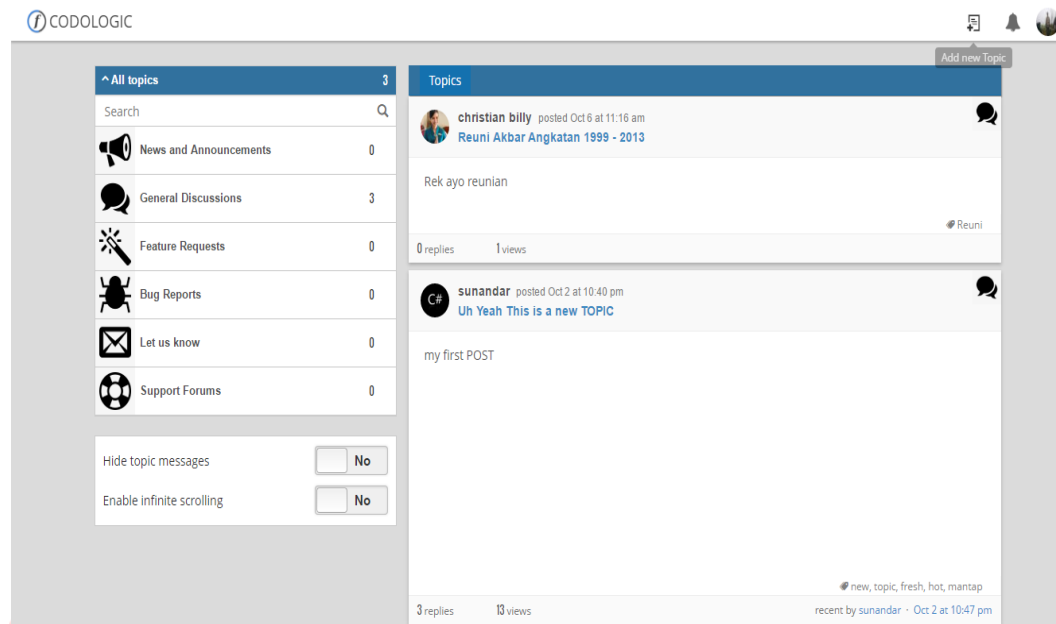 CODOLOGIC
Add new Topic
All topics 3
Search
News and Announcements 0
General Discussions 3
Feature Requests 0
Bug Reports 0
Let us know 0
Support Forums 0
Hide topic messages No
Enable infinite scrolling No
Topics
christian billy posted Oct 6 at 11:16 am
Reuni Akbar Angkatan 1999 - 2013
Rek ayo reunian
Reuni
0 replies 1 views
C#
sunandar posted Oct 2 at 10:40 pm
Uh Yeah This is a new TOPIC
my first POST
new, topic, fresh, hot, mantap
3 replies 13 views
recent by sunandar · Oct 2 at 10:47 pm